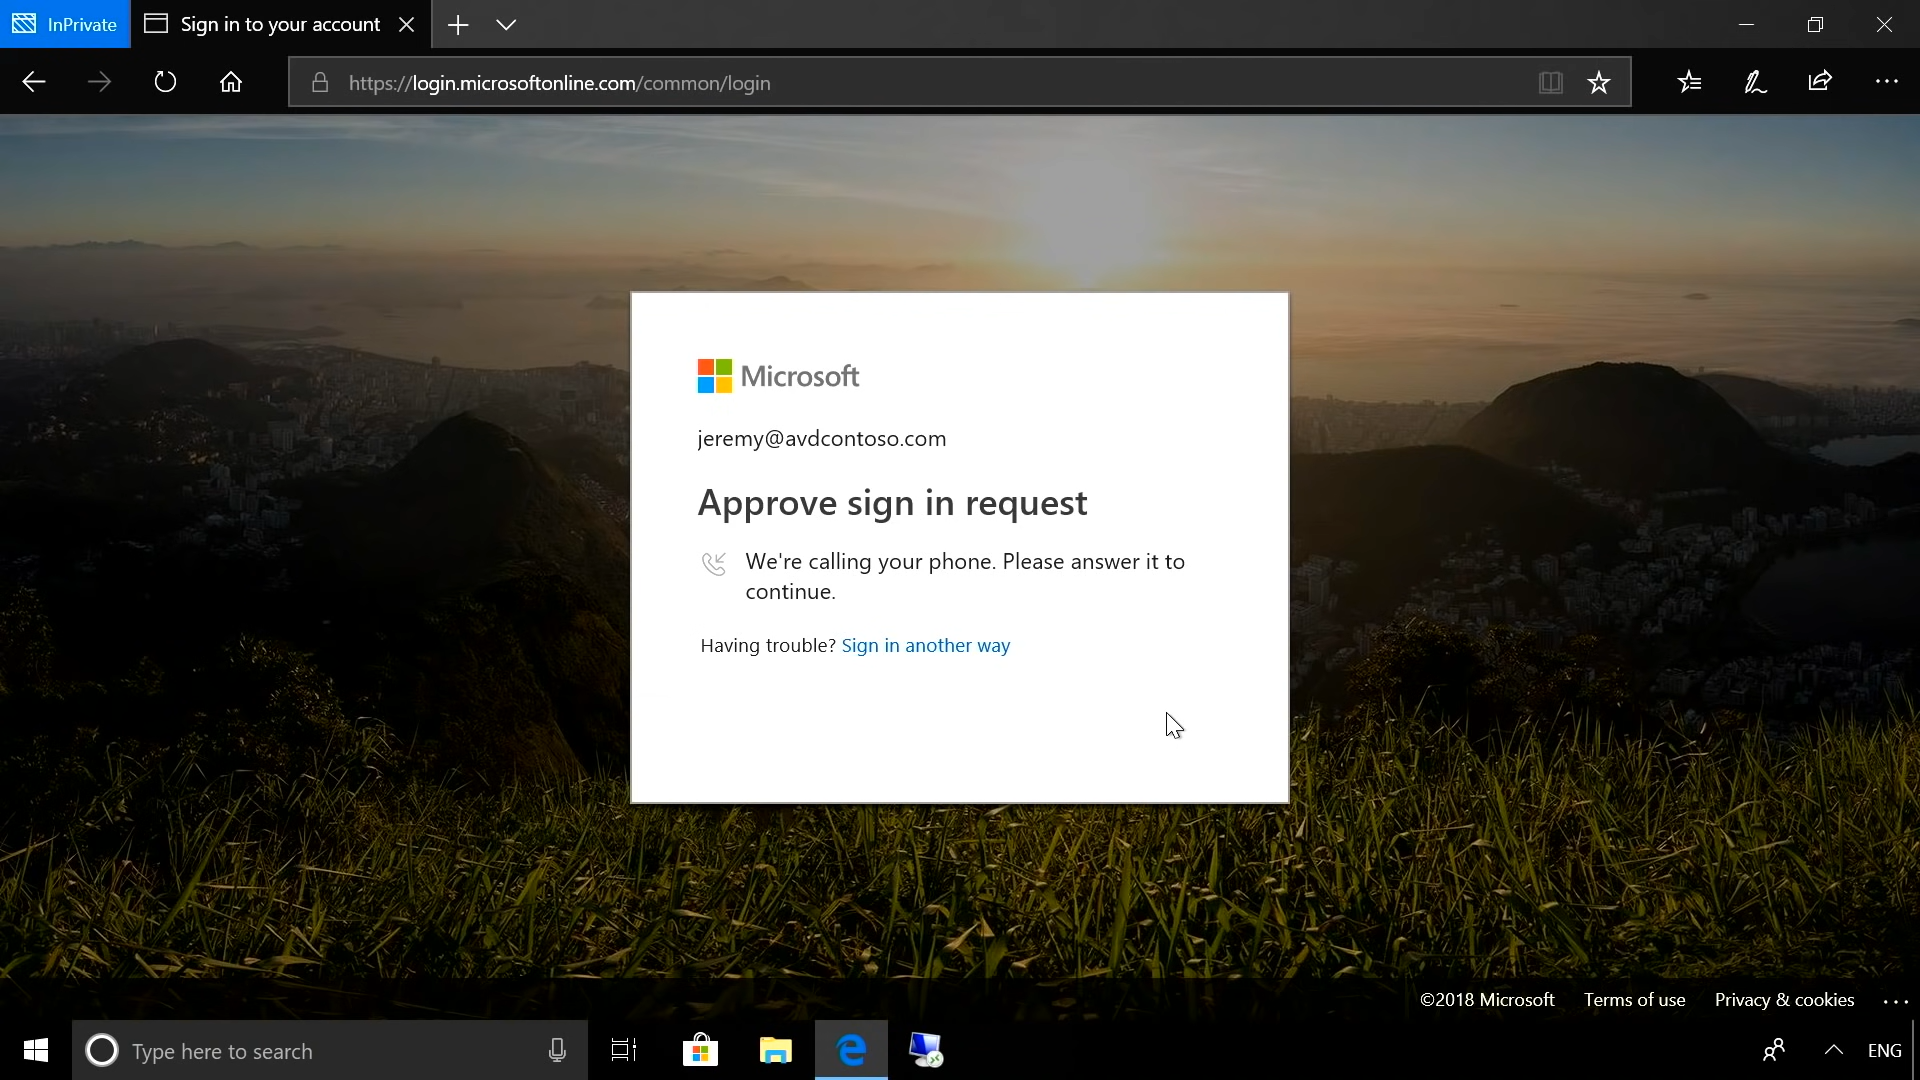 InPrivate
Sign in to your account
https://login.microsoftonline.com/common/login
Microsoft
jeremy@avdcontoso.com
Approve sign in request
We're calling your phone. Please answer it to
continue.
Having trouble? Sign in another way
©2018 Microsoft Terms of use Privacy & cookies ...
Type here to search
ENG